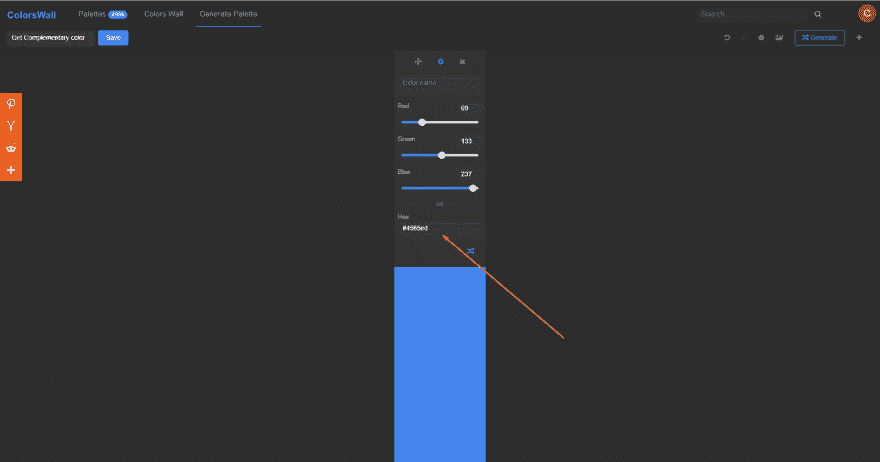 ColorsWall
Palettes
Colors Wall
Generate Palette
Search...
C
Get Complementary color
Save
Generate
Color name
Red
69
Green
133
Blue
237
OR
Hex
#4585ed